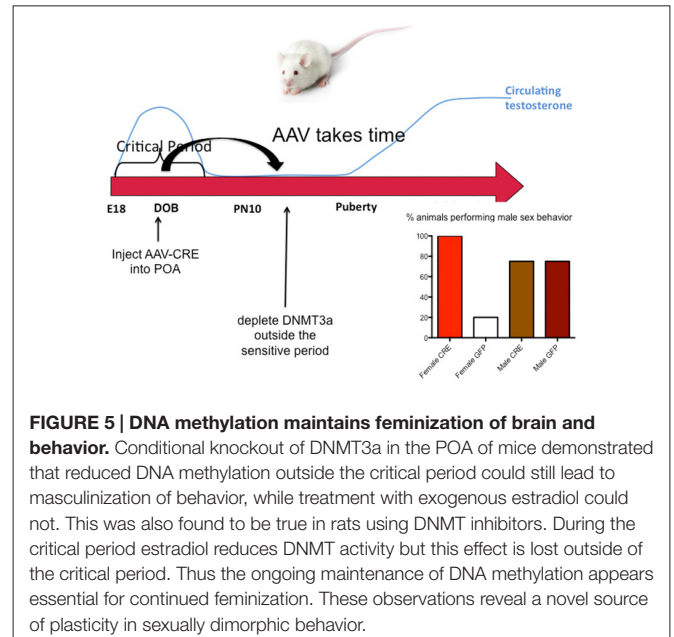 Circulating
testosterone
AAV takes time
Critical Period
E18
DOB
PN10
Puberty
Inject AAV-CRE
into POA
deplete DNMT3a
outside the
sensitive period
% animals performing male sex behavior
100
80
60
40
20
0
Female CRE
Female GFP
Male CRE
Male GFP
FIGURE 5 | DNA methylation maintains feminization of brain and
behavior. Conditional knockout of DNMT3a in the POA of mice demonstrated
that reduced DNA methylation outside the critical period could still lead to
masculinization of behavior, while treatment with exogenous estradiol could
not. This was also found to be true in rats using DNMT inhibitors. During the
critical period estradiol reduces DNMT activity but this effect is lost outside of
the critical period. Thus the ongoing maintenance of DNA methylation appears
essential for continued feminization. These observations reveal a novel source
of plasticity in sexually dimorphic behavior.